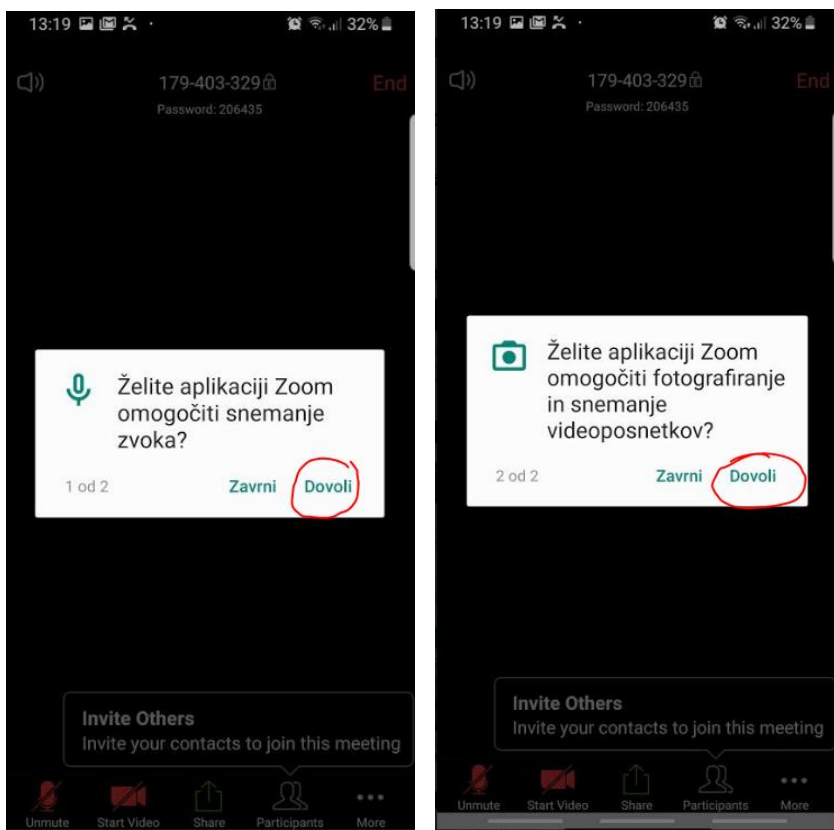 13:19 32%
179-403-329 End
Password: 206435
Želite aplikaciji Zoom
omogočiti snemanje
zvoka?
1 od 2 Zavrni Dovoli
Invite Others
Invite your contacts to join this meeting
Unmute Start Video Share Participants More
13:19 32%
179-403-329 End
Password: 206435
Želite aplikaciji Zoom
omogočiti fotografiranje
in snemanje
videoposnetkov?
2 od 2 Zavrni Dovoli
Invite Others
Invite your contacts to join this meeting
Unmute Start Video Share Participants More